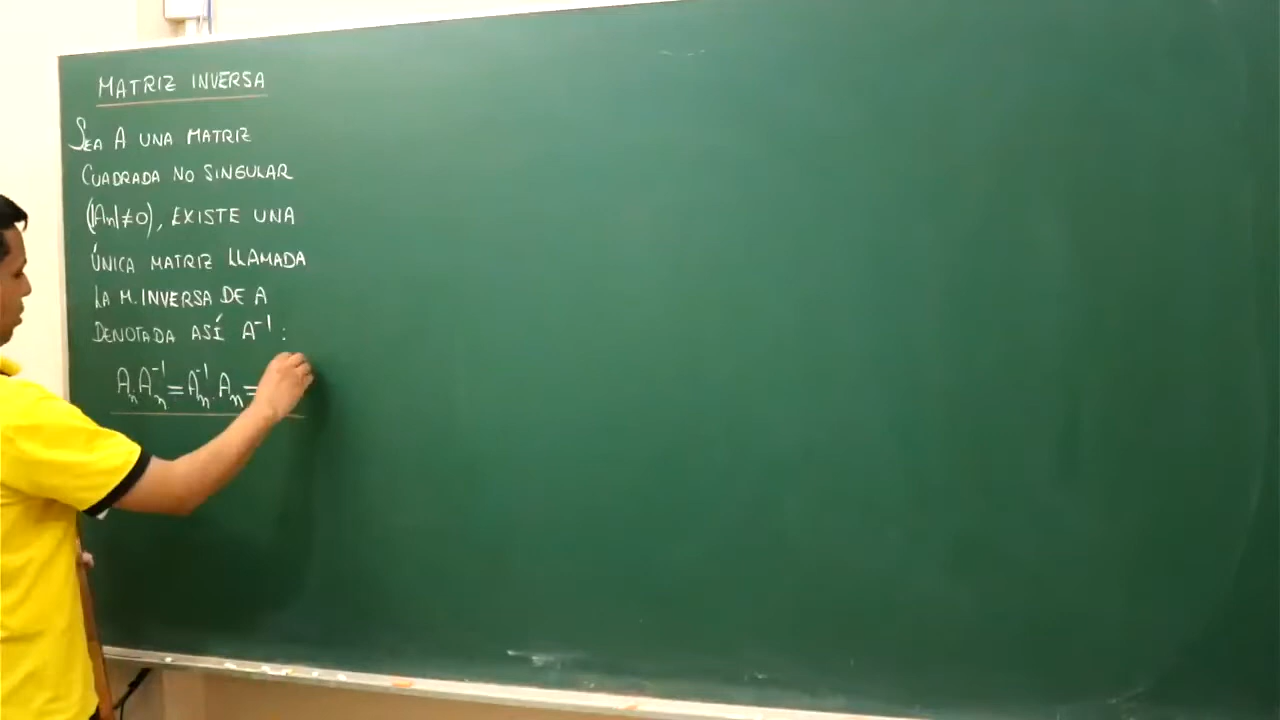 MATRIZ INVERSA
SEA A UNA MATRIZ
CUADRADA NO SINGULAR
(|Aₙ|≠0), EXISTE UNA
ÚNICA MATRIZ LLAMADA
LA M. INVERSA DE A
DENOTADA ASÍ A⁻¹:
Aₙ Aₙ⁻¹ = Aₙ⁻¹ . Aₙ =